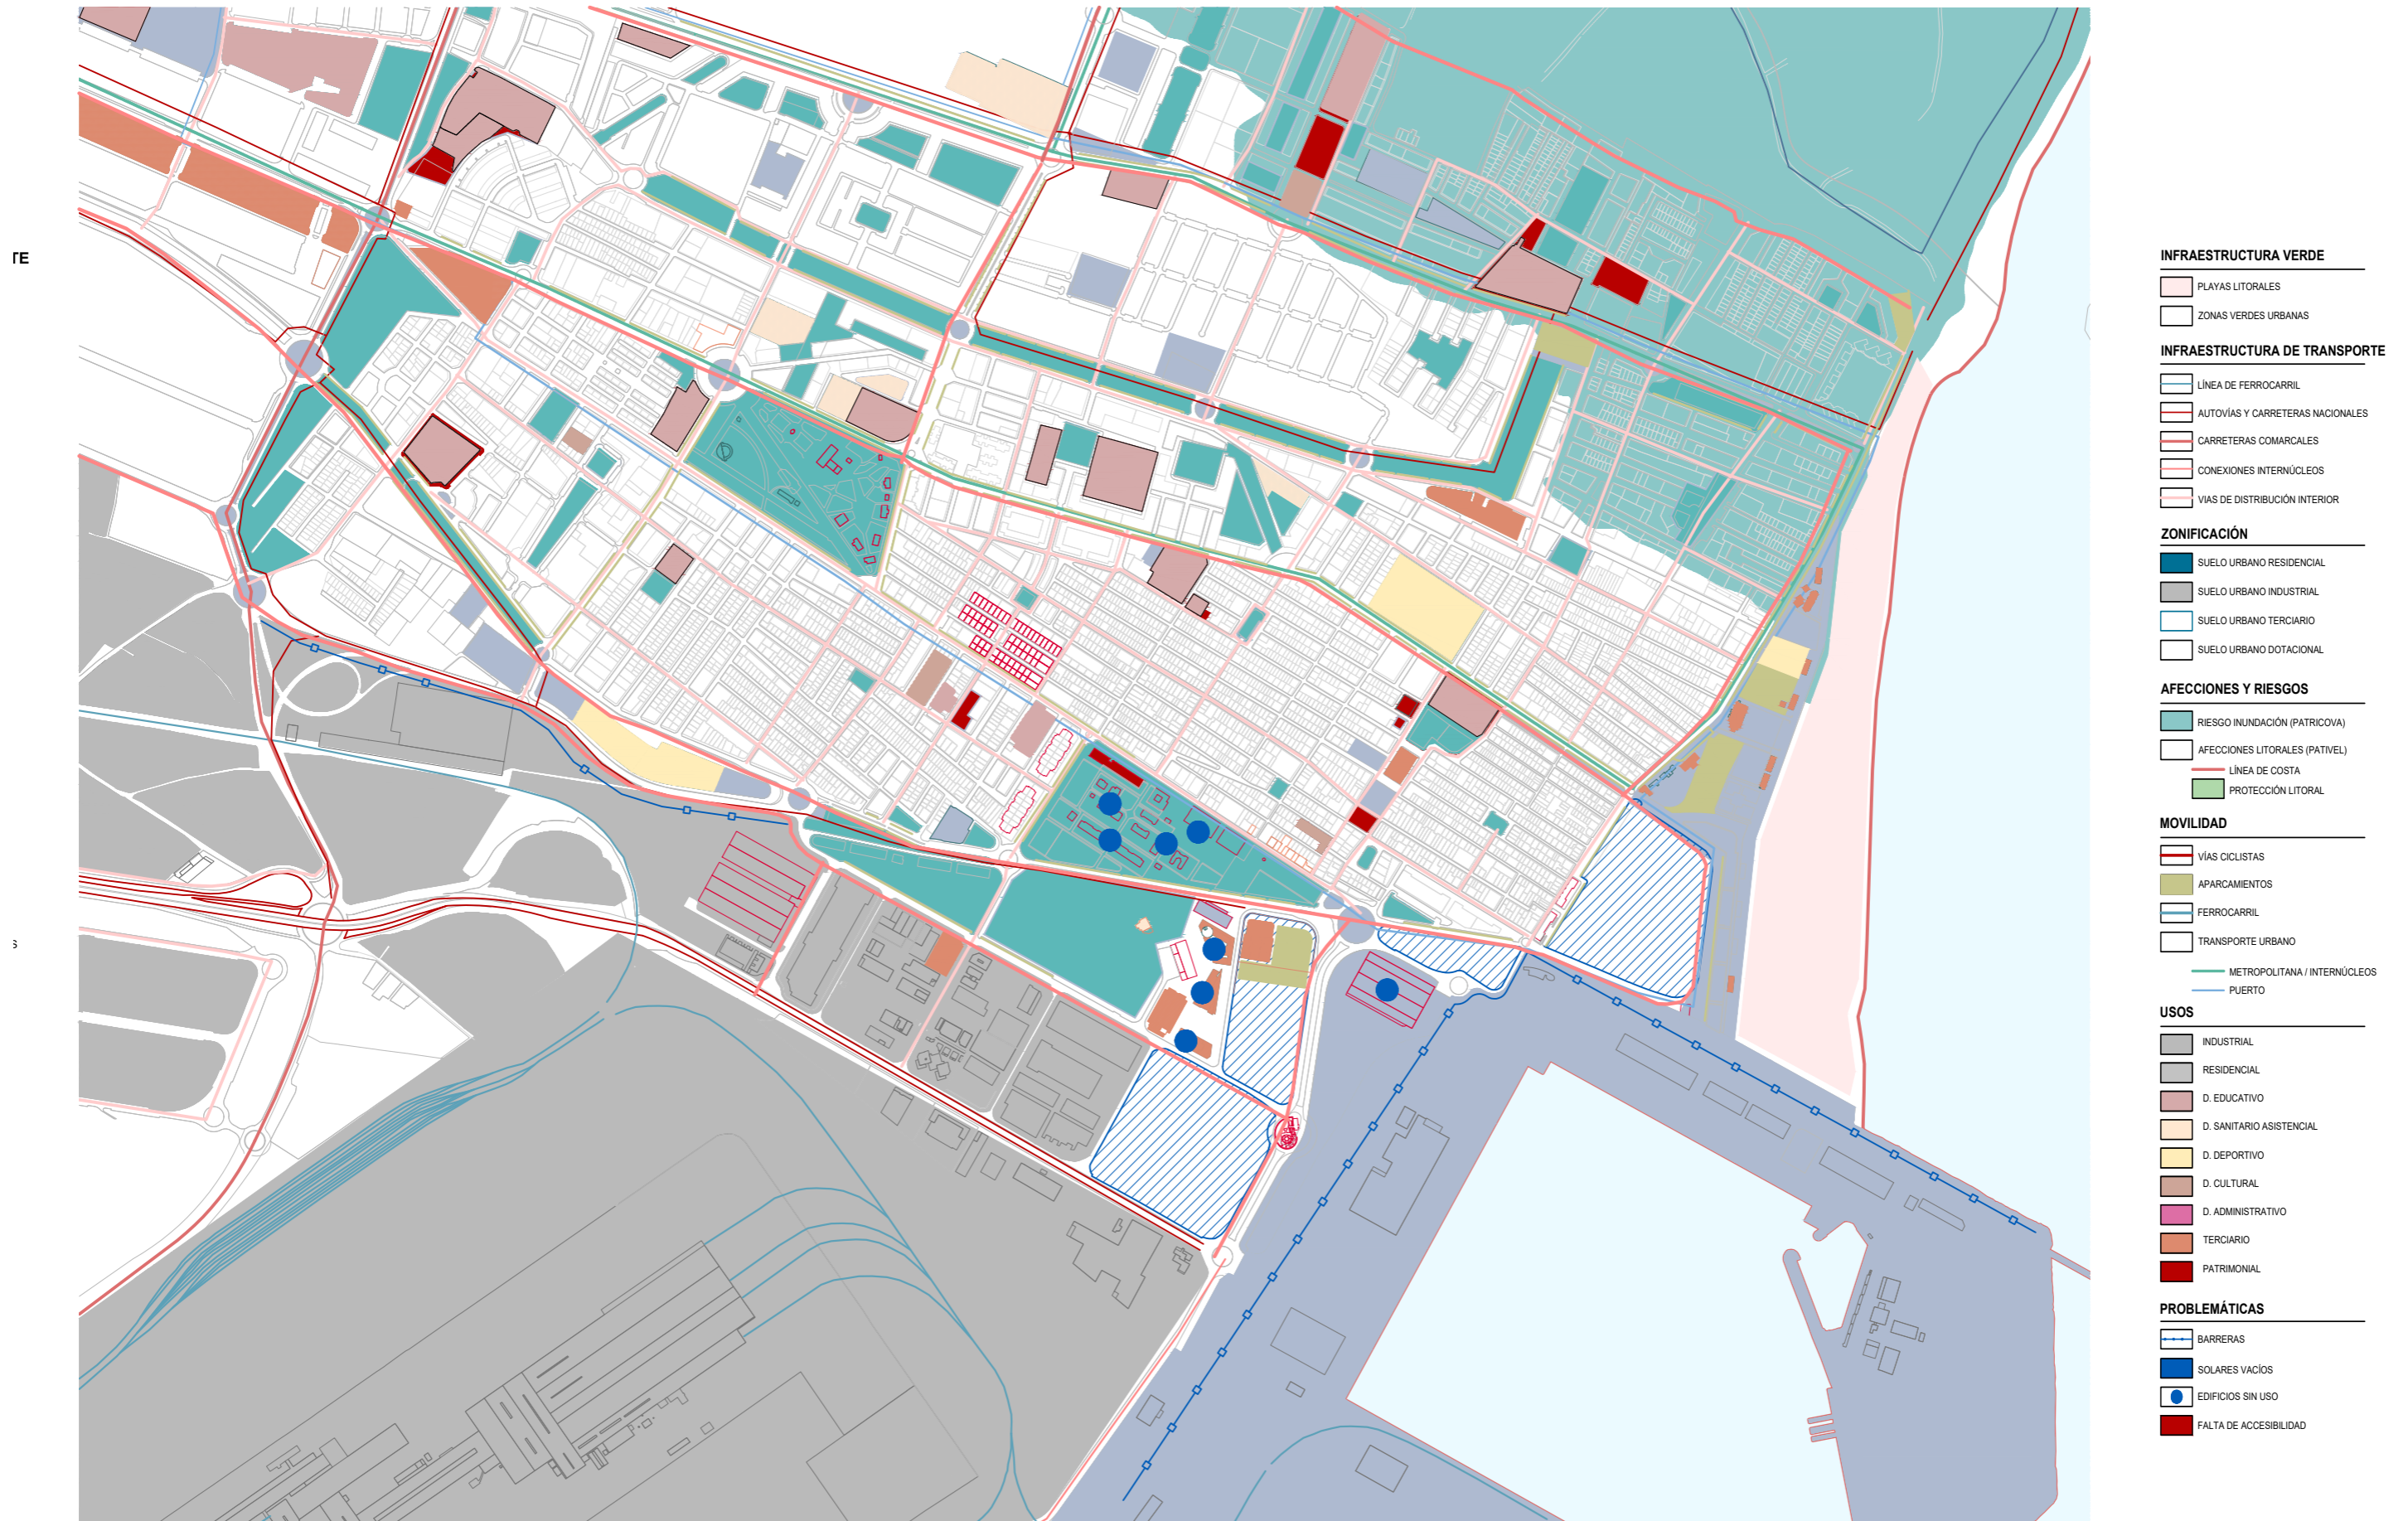 TE
S
INFRAESTRUCTURA VERDE
PLAYAS LITORALES
ZONAS VERDES URBANAS
INFRAESTRUCTURA DE TRANSPORTE
LÍNEA DE FERROCARRIL
AUTOVÍAS Y CARRETERAS NACIONALES
CARRETERAS COMARCALES
CONEXIONES INTERNÚCLEOS
VIAS DE DISTRIBUCIÓN INTERIOR
ZONIFICACIÓN
SUELO URBANO RESIDENCIAL
SUELO URBANO INDUSTRIAL
SUELO URBANO TERCIARIO
SUELO URBANO DOTACIONAL
AFECCIONES Y RIESGOS
RIESGO INUNDACIÓN (PATRICOVA)
AFECCIONES LITORALES (PATIVEL)
LÍNEA DE COSTA
PROTECCIÓN LITORAL
MOVILIDAD
VÍAS CICLISTAS
APARCAMIENTOS
FERROCARRIL
TRANSPORTE URBANO
METROPOLITANA / INTERNÚCLEOS
PUERTO
USOS
INDUSTRIAL
RESIDENCIAL
D. EDUCATIVO
D. SANITARIO ASISTENCIAL
D. DEPORTIVO
D. CULTURAL
D. ADMINISTRATIVO
TERCIARIO
PATRIMONIAL
PROBLEMÁTICAS
BARRERAS
SOLARES VACÍOS
EDIFICIOS SIN USO
FALTA DE ACCESIBILIDAD